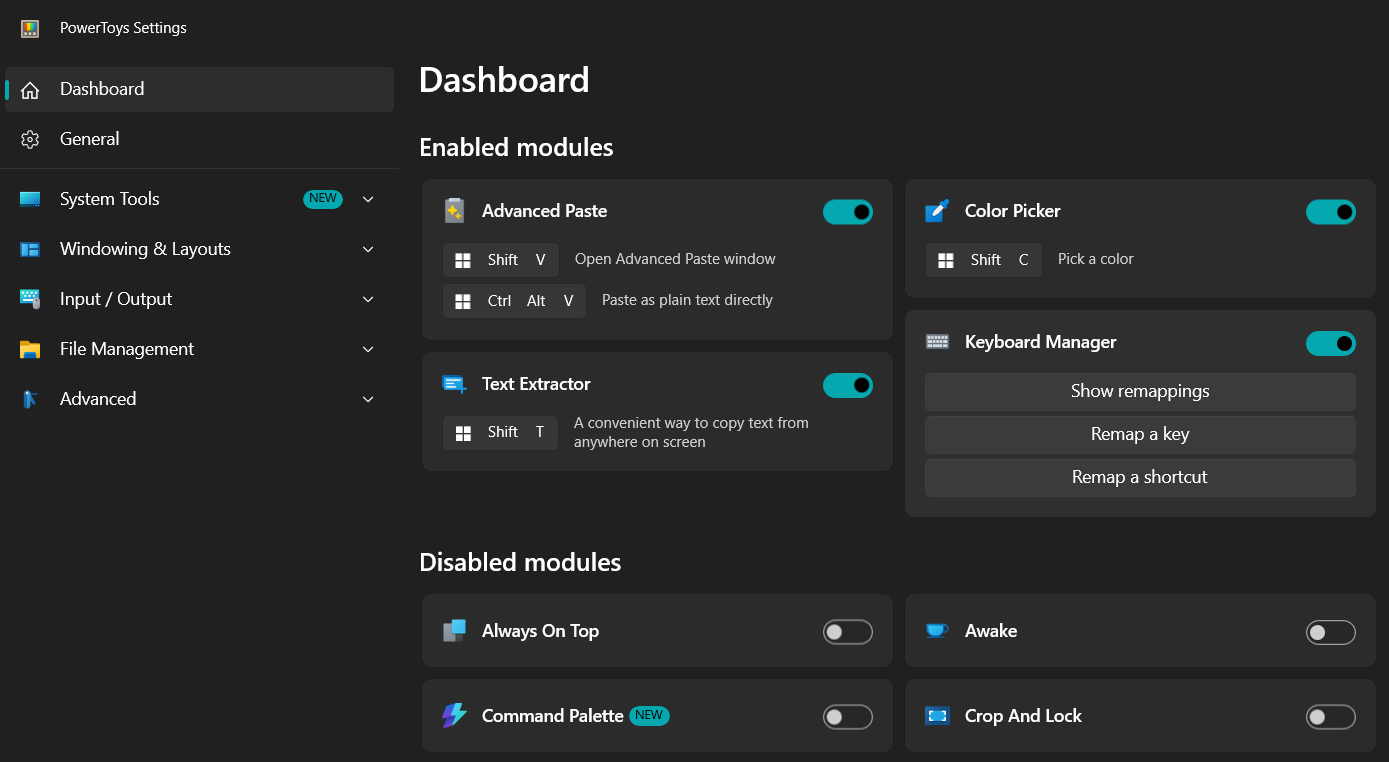 PowerToys Settings
Dashboard
General
System Tools NEW
Windowing & Layouts
Input / Output
File Management
Advanced
Dashboard
Enabled modules
Advanced Paste
Shift V Open Advanced Paste window
Ctrl Alt V Paste as plain text directly
Color Picker
Shift C Pick a color
Text Extractor
Shift T A convenient way to copy text from
anywhere on screen
Keyboard Manager
Show remappings
Remap a key
Remap a shortcut
Disabled modules
Always On Top
Awake
Command Palette NEW
Crop And Lock